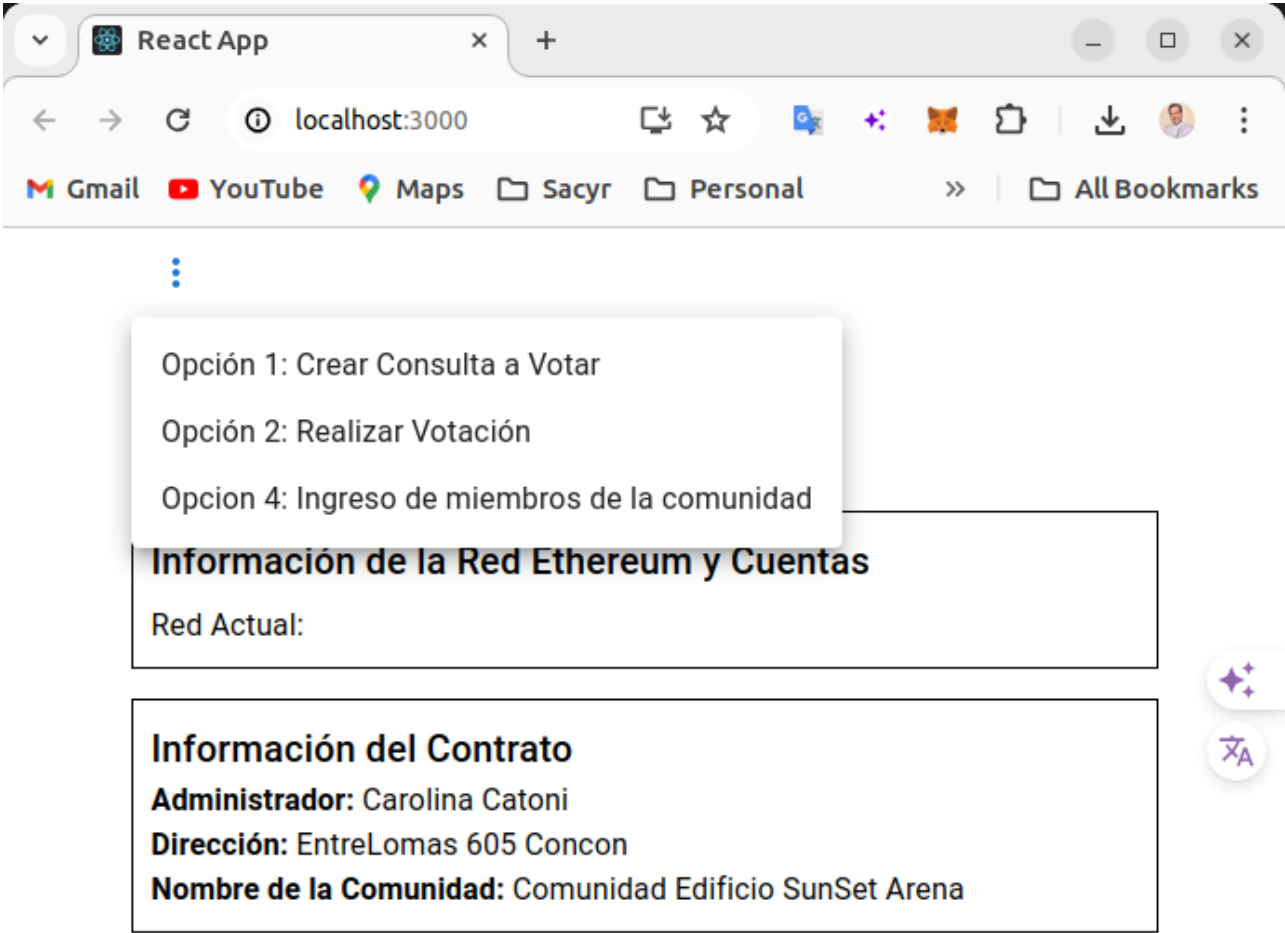 React App
localhost:3000
Gmail YouTube Maps Sacyr Personal All Bookmarks
Opción 1: Crear Consulta a Votar
Opción 2: Realizar Votación
Opcion 4: Ingreso de miembros de la comunidad
Información de la Red Ethereum y Cuentas
Red Actual:
Información del Contrato
Administrador: Carolina Catoni
Dirección: EntreLomas 605 Concon
Nombre de la Comunidad: Comunidad Edificio SunSet Arena